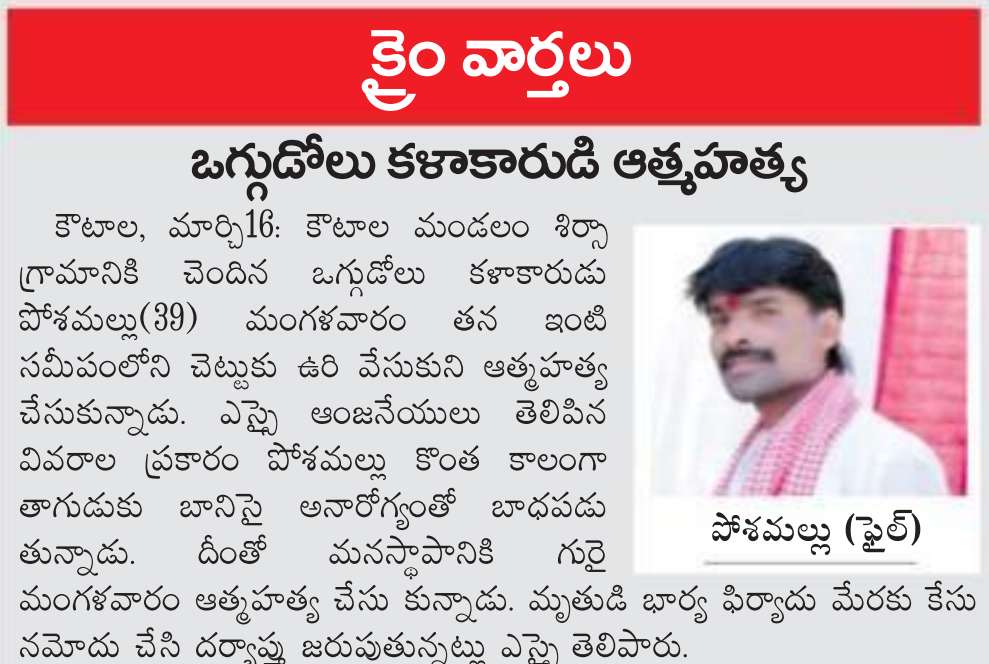 క్రైం వార్తలు
ఒగ్గుడోలు కళాకారుడి ఆత్మహత్య
కౌటాల, మార్చి16: కౌటాల మండలం శిర్సా
గ్రామానికి చెందిన ఒగ్గుడోలు కళాకారుడు
పోశమల్లు(39) మంగళవారం తన ఇంటి
సమీపంలోని చెట్టుకు ఉరి వేసుకుని ఆత్మహత్య
చేసుకున్నాడు. ఎస్సై ఆంజనేయులు తెలిపిన
వివరాల ప్రకారం పోశమల్లు కొంత కాలంగా
తాగుడుకు బానిసై అనారోగ్యంతో బాధపడు
తున్నాడు. దీంతో మనస్థాపానికి గురై
మంగళవారం ఆత్మహత్య చేసు కున్నాడు. మృతుడి భార్య ఫిర్యాదు మేరకు కేసు
నమోదు చేసి దర్యాప్తు జరుపుతున్నట్లు ఎస్సై తెలిపారు.
పోశమల్లు (ఫైల్)